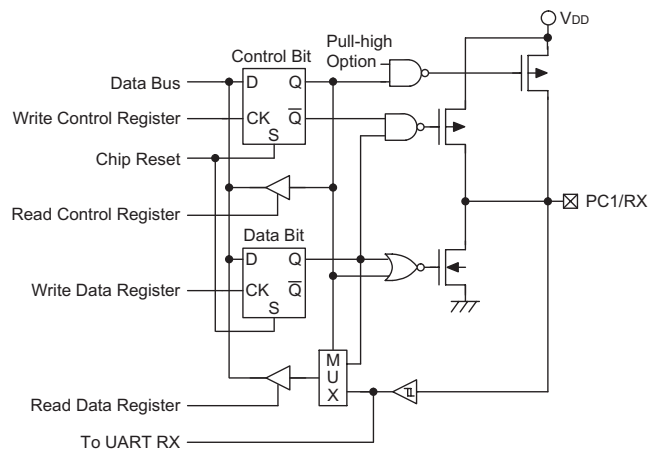 VDD
Control Bit
Pull-high
Option
Data Bus
D
Q
Write Control Register
CK
Q
S
Chip Reset
PC1/RX
Read Control Register
Data Bit
D
Q
Write Data Register
CK
Q
S
M
U
X
Read Data Register
To UART RX